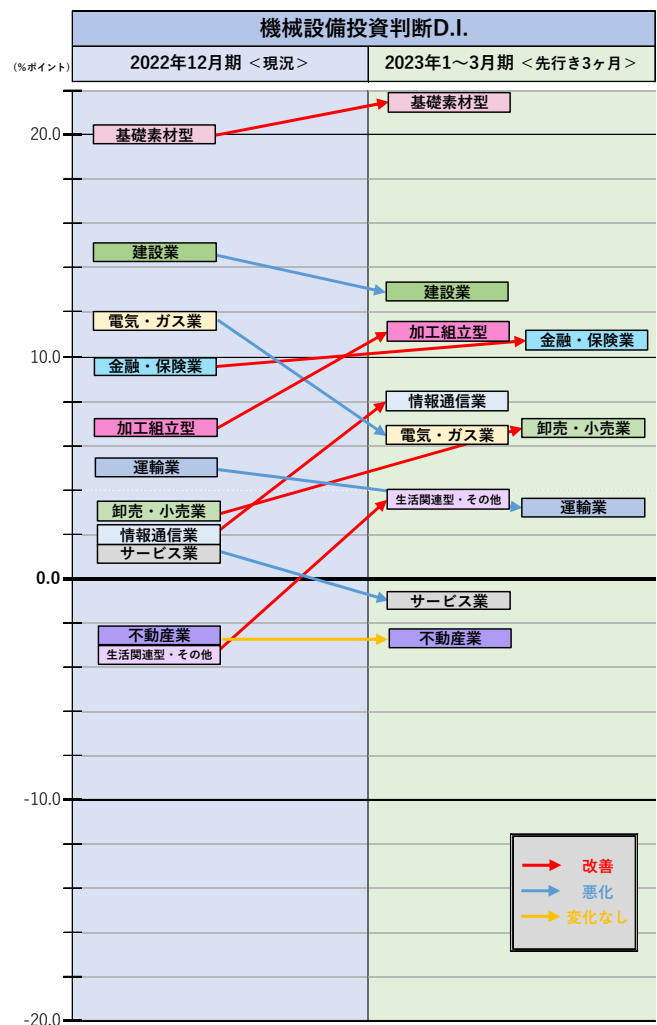 機械設備投資判断D.I.
(%ポイント)
2022年12月期 <現況>
2023年1~3月期 <先行き3ヶ月>
20.0
基礎素材型
基礎素材型
建設業
建設業
電気・ガス業
加工組立型
金融・保険業
10.0
金融・保険業
情報通信業
加工組立型
電気・ガス業
卸売・小売業
運輸業
生活関連型・その他
運輸業
卸売・小売業
情報通信業
サービス業
0.0
サービス業
不動産業
不動産業
生活関連型・その他
-10.0
改善
悪化
変化なし
-20.0